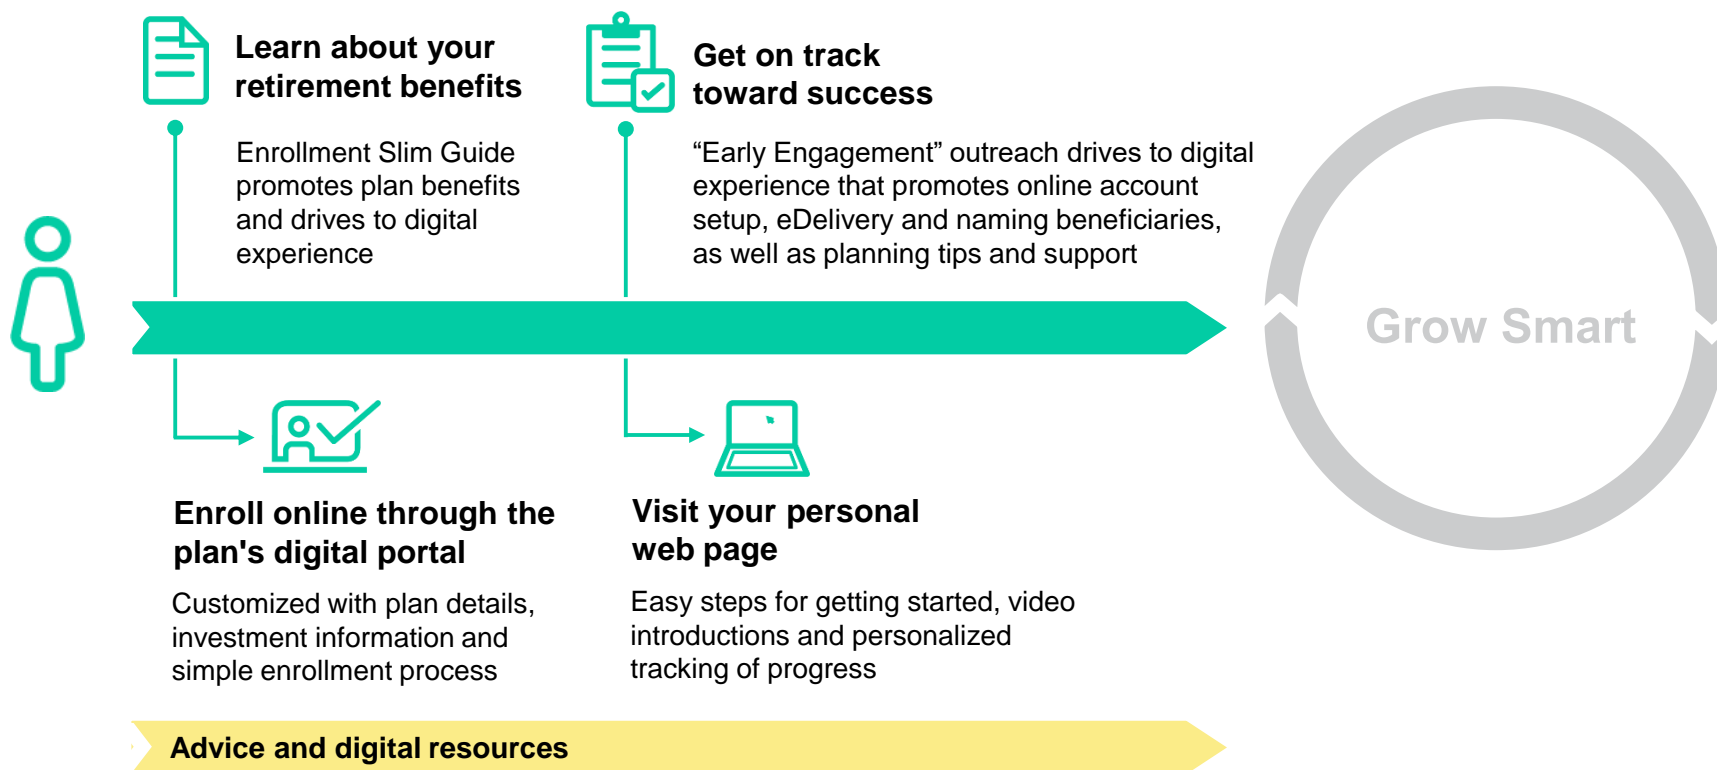 Learn about your
retirement benefits
Enrollment Slim Guide
promotes plan benefits
and drives to digital
experience
Get on track
toward success
“Early Engagement” outreach drives to digital
experience that promotes online account
setup, eDelivery and naming beneficiaries,
as well as planning tips and support
Grow Smart
Enroll online through the
plan's digital portal
Customized with plan details,
investment information and
simple enrollment process
Visit your personal
web page
Easy steps for getting started, video
introductions and personalized
tracking of progress
Advice and digital resources